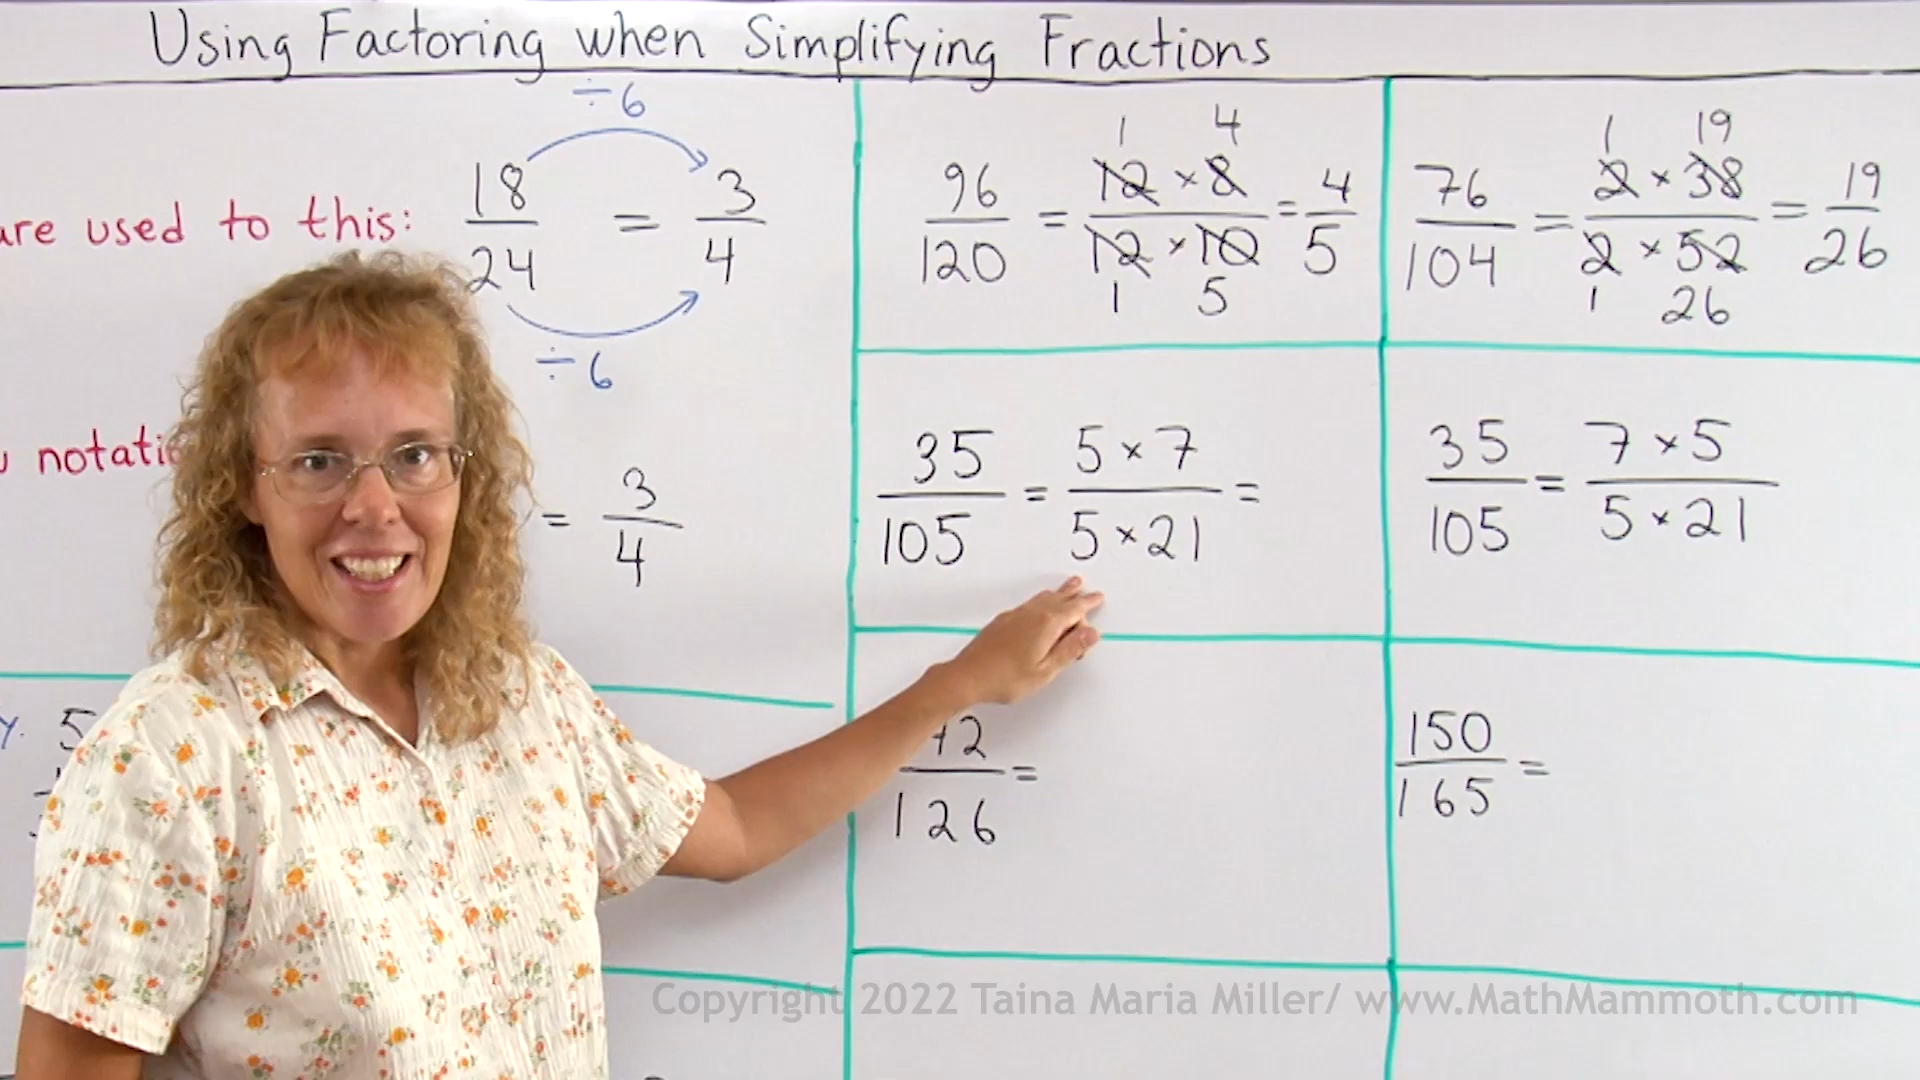 Using Factoring when Simplifying Fractions
÷6
are used to this: 18/24 = 3/4
÷6
= 3/4
96/120 = 12 × 8/12 × 10 = 4/5
1 4
1 5
76/104 = 2 × 38/2 × 52 = 19/26
1 19
1 26
35/105 = 5 × 7/5 × 21 =
35/105 = 7 × 5/5 × 21
126 =
150/165 =
Copyright 2022 Taina Maria Miller/ www.MathMammoth.com